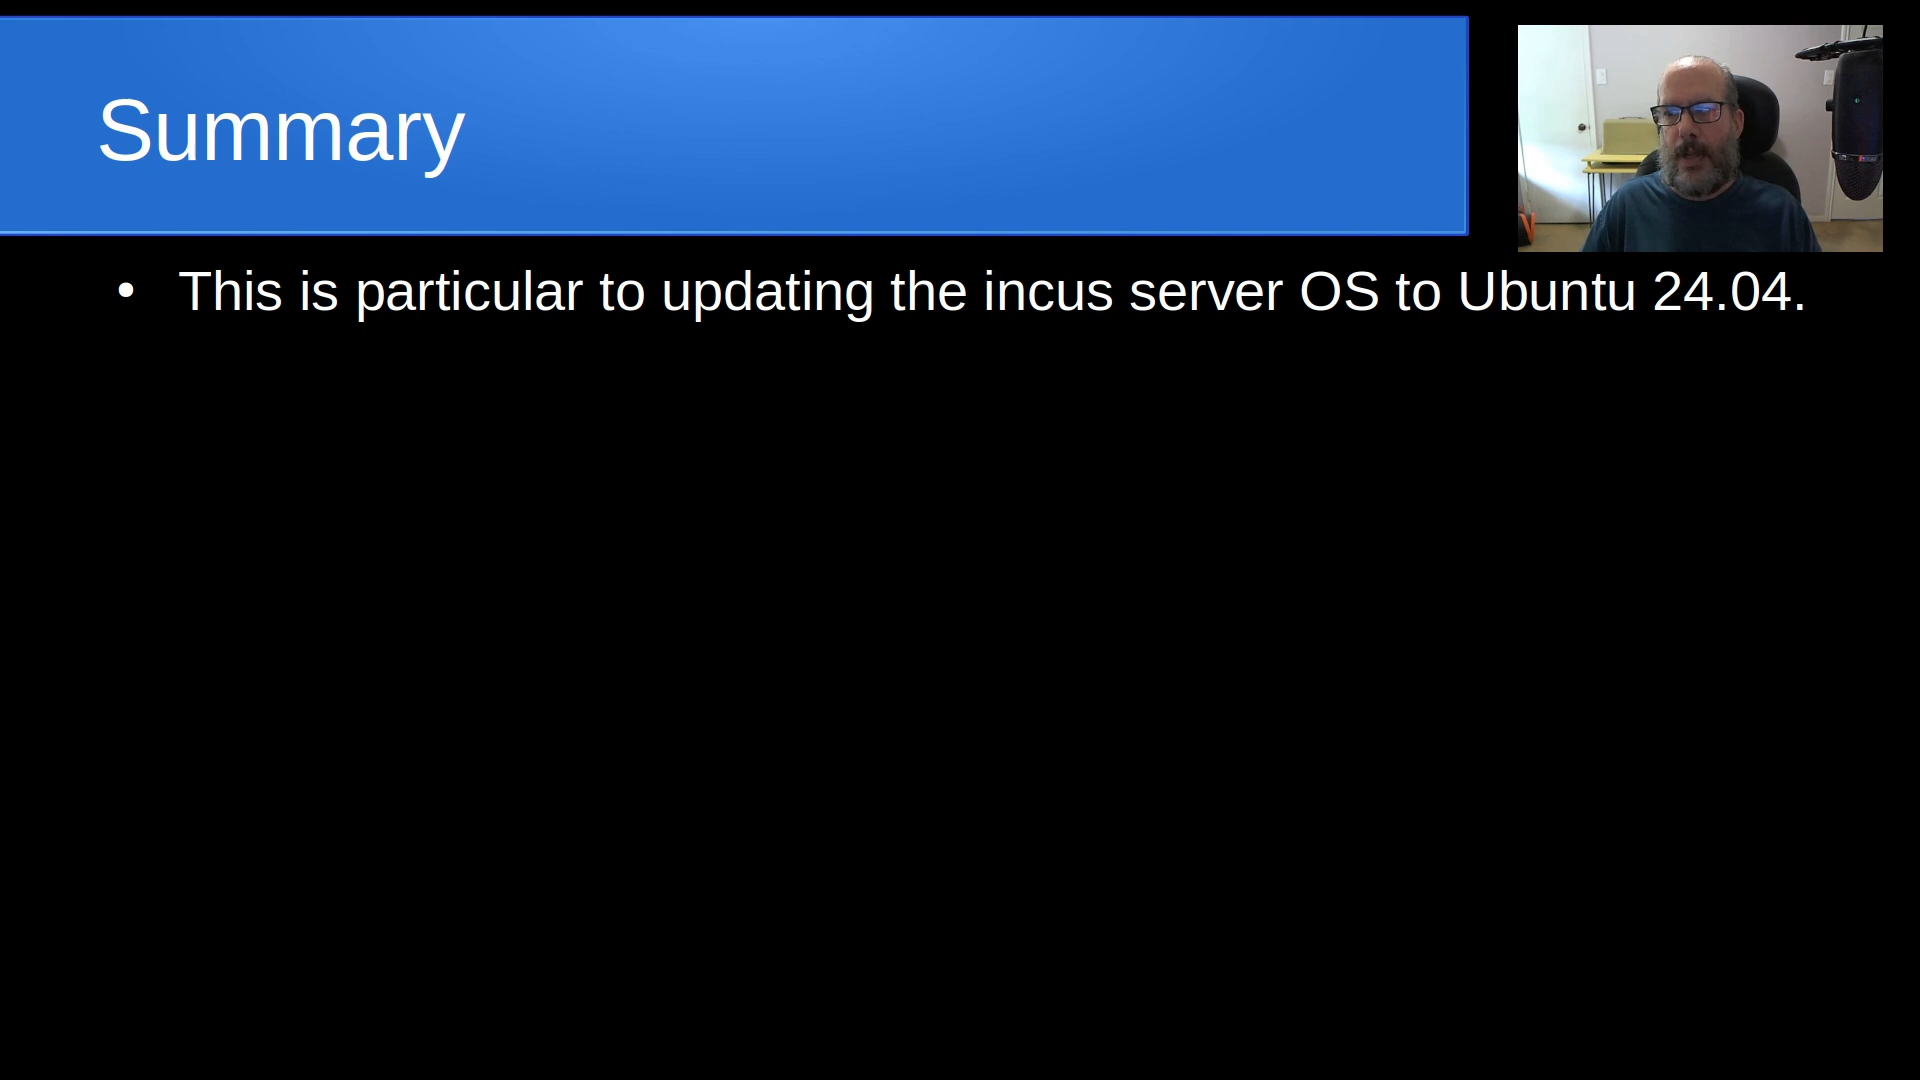 Summary
• This is particular to updating the incus server OS to Ubuntu 24.04.